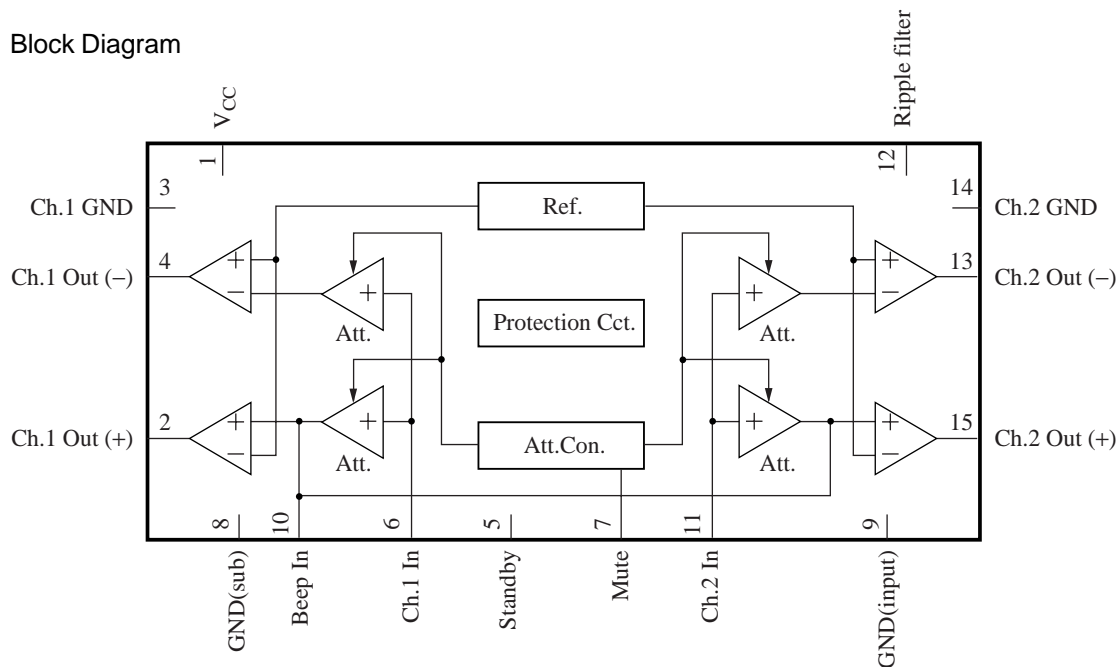 Block Diagram
Ripple filter
V_CC
1
12
3
14
Ch.1 GND
Ref.
Ch.2 GND
4
+
+
13
Ch.1 Out (−)
−
+
+
−
Ch.2 Out (−)
Att.
Protection Cct.
Att.
2
+
+
+
+
15
Ch.1 Out (+)
−
Att.Con.
−
Ch.2 Out (+)
Att.
Att.
8
10
6
5
7
11
9
GND(sub)
Beep In
Ch.1 In
Standby
Mute
Ch.2 In
GND(input)